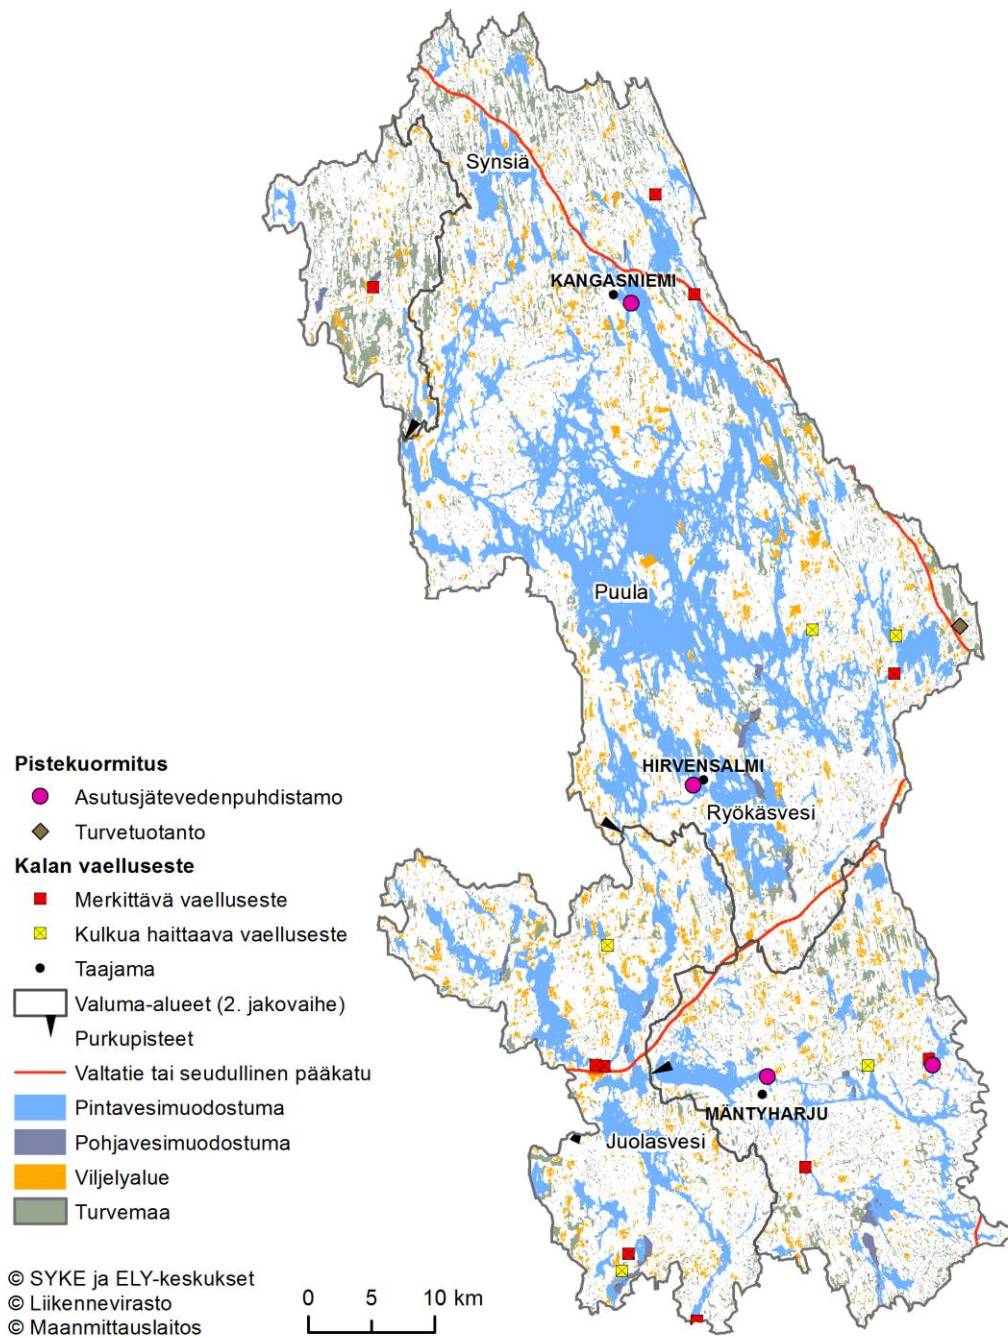 Synsiä
KANGASNIEMI
Puula
HIRVENSALMI
Ryökäsvesi
MÄNTYHARJU
Juolasvesi
Pistekuormitus
Asutusjätevedenpuhdistamo
Turvetuotanto
Kalan vaelluseste
Merkittävä vaelluseste
Kulkua haittaava vaelluseste
Taajama
Valuma-alueet (2. jakovaihe)
Purkupisteet
Valtatie tai seudullinen pääkatu
Pintavesimuodostuma
Pohjavesimuodostuma
Viljelyalue
Turvemaa
© SYKE ja ELY-keskukset
© Liikennevirasto
© Maanmittauslaitos
0 5 10 km